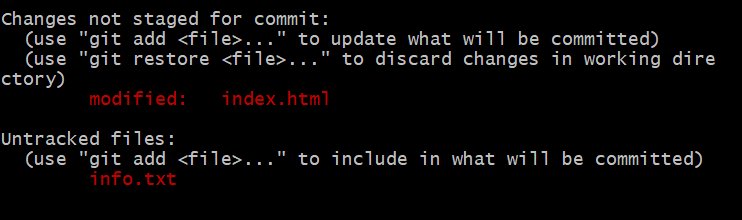 Changes not staged for commit:
  (use "git add <file>..." to update what will be committed)
  (use "git restore <file>..." to discard changes in working dire
ctory)
        modified:   index.html

Untracked files:
  (use "git add <file>..." to include in what will be committed)
        info.txt